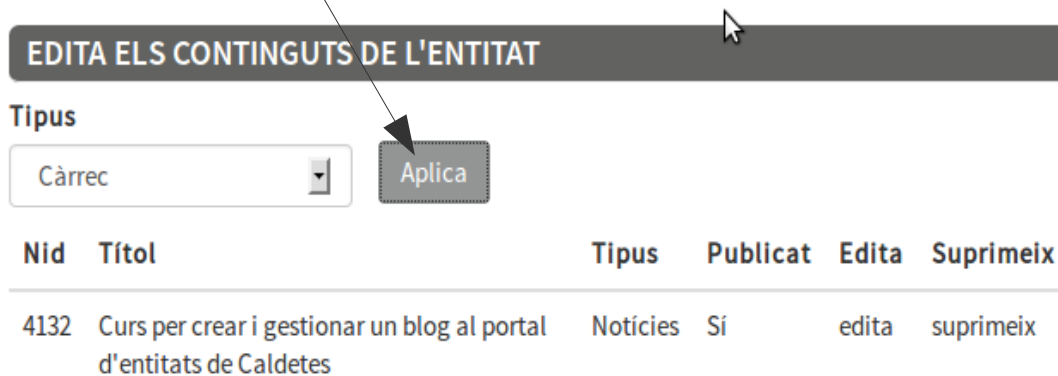 EDITA ELS CONTINGUTS DE L'ENTITAT
Tipus
Càrrec Aplica
Nid Títol Tipus Publicat Edita Suprimeix
4132 Curs per crear i gestionar un blog al portal Notícies Sí edita suprimeix
d'entitats de Caldetes